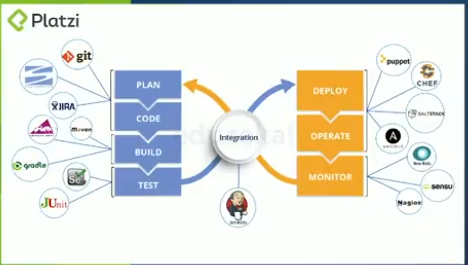 Platzi
git
JIRA
maven
gradle
Se
JUnit
PLAN
CODE
BUILD
TEST
Integration
Jenkins
DEPLOY
OPERATE
MONITOR
puppet
CHEF
SALTSTACK
ANSIBLE
New Relic
sensu
Nagios